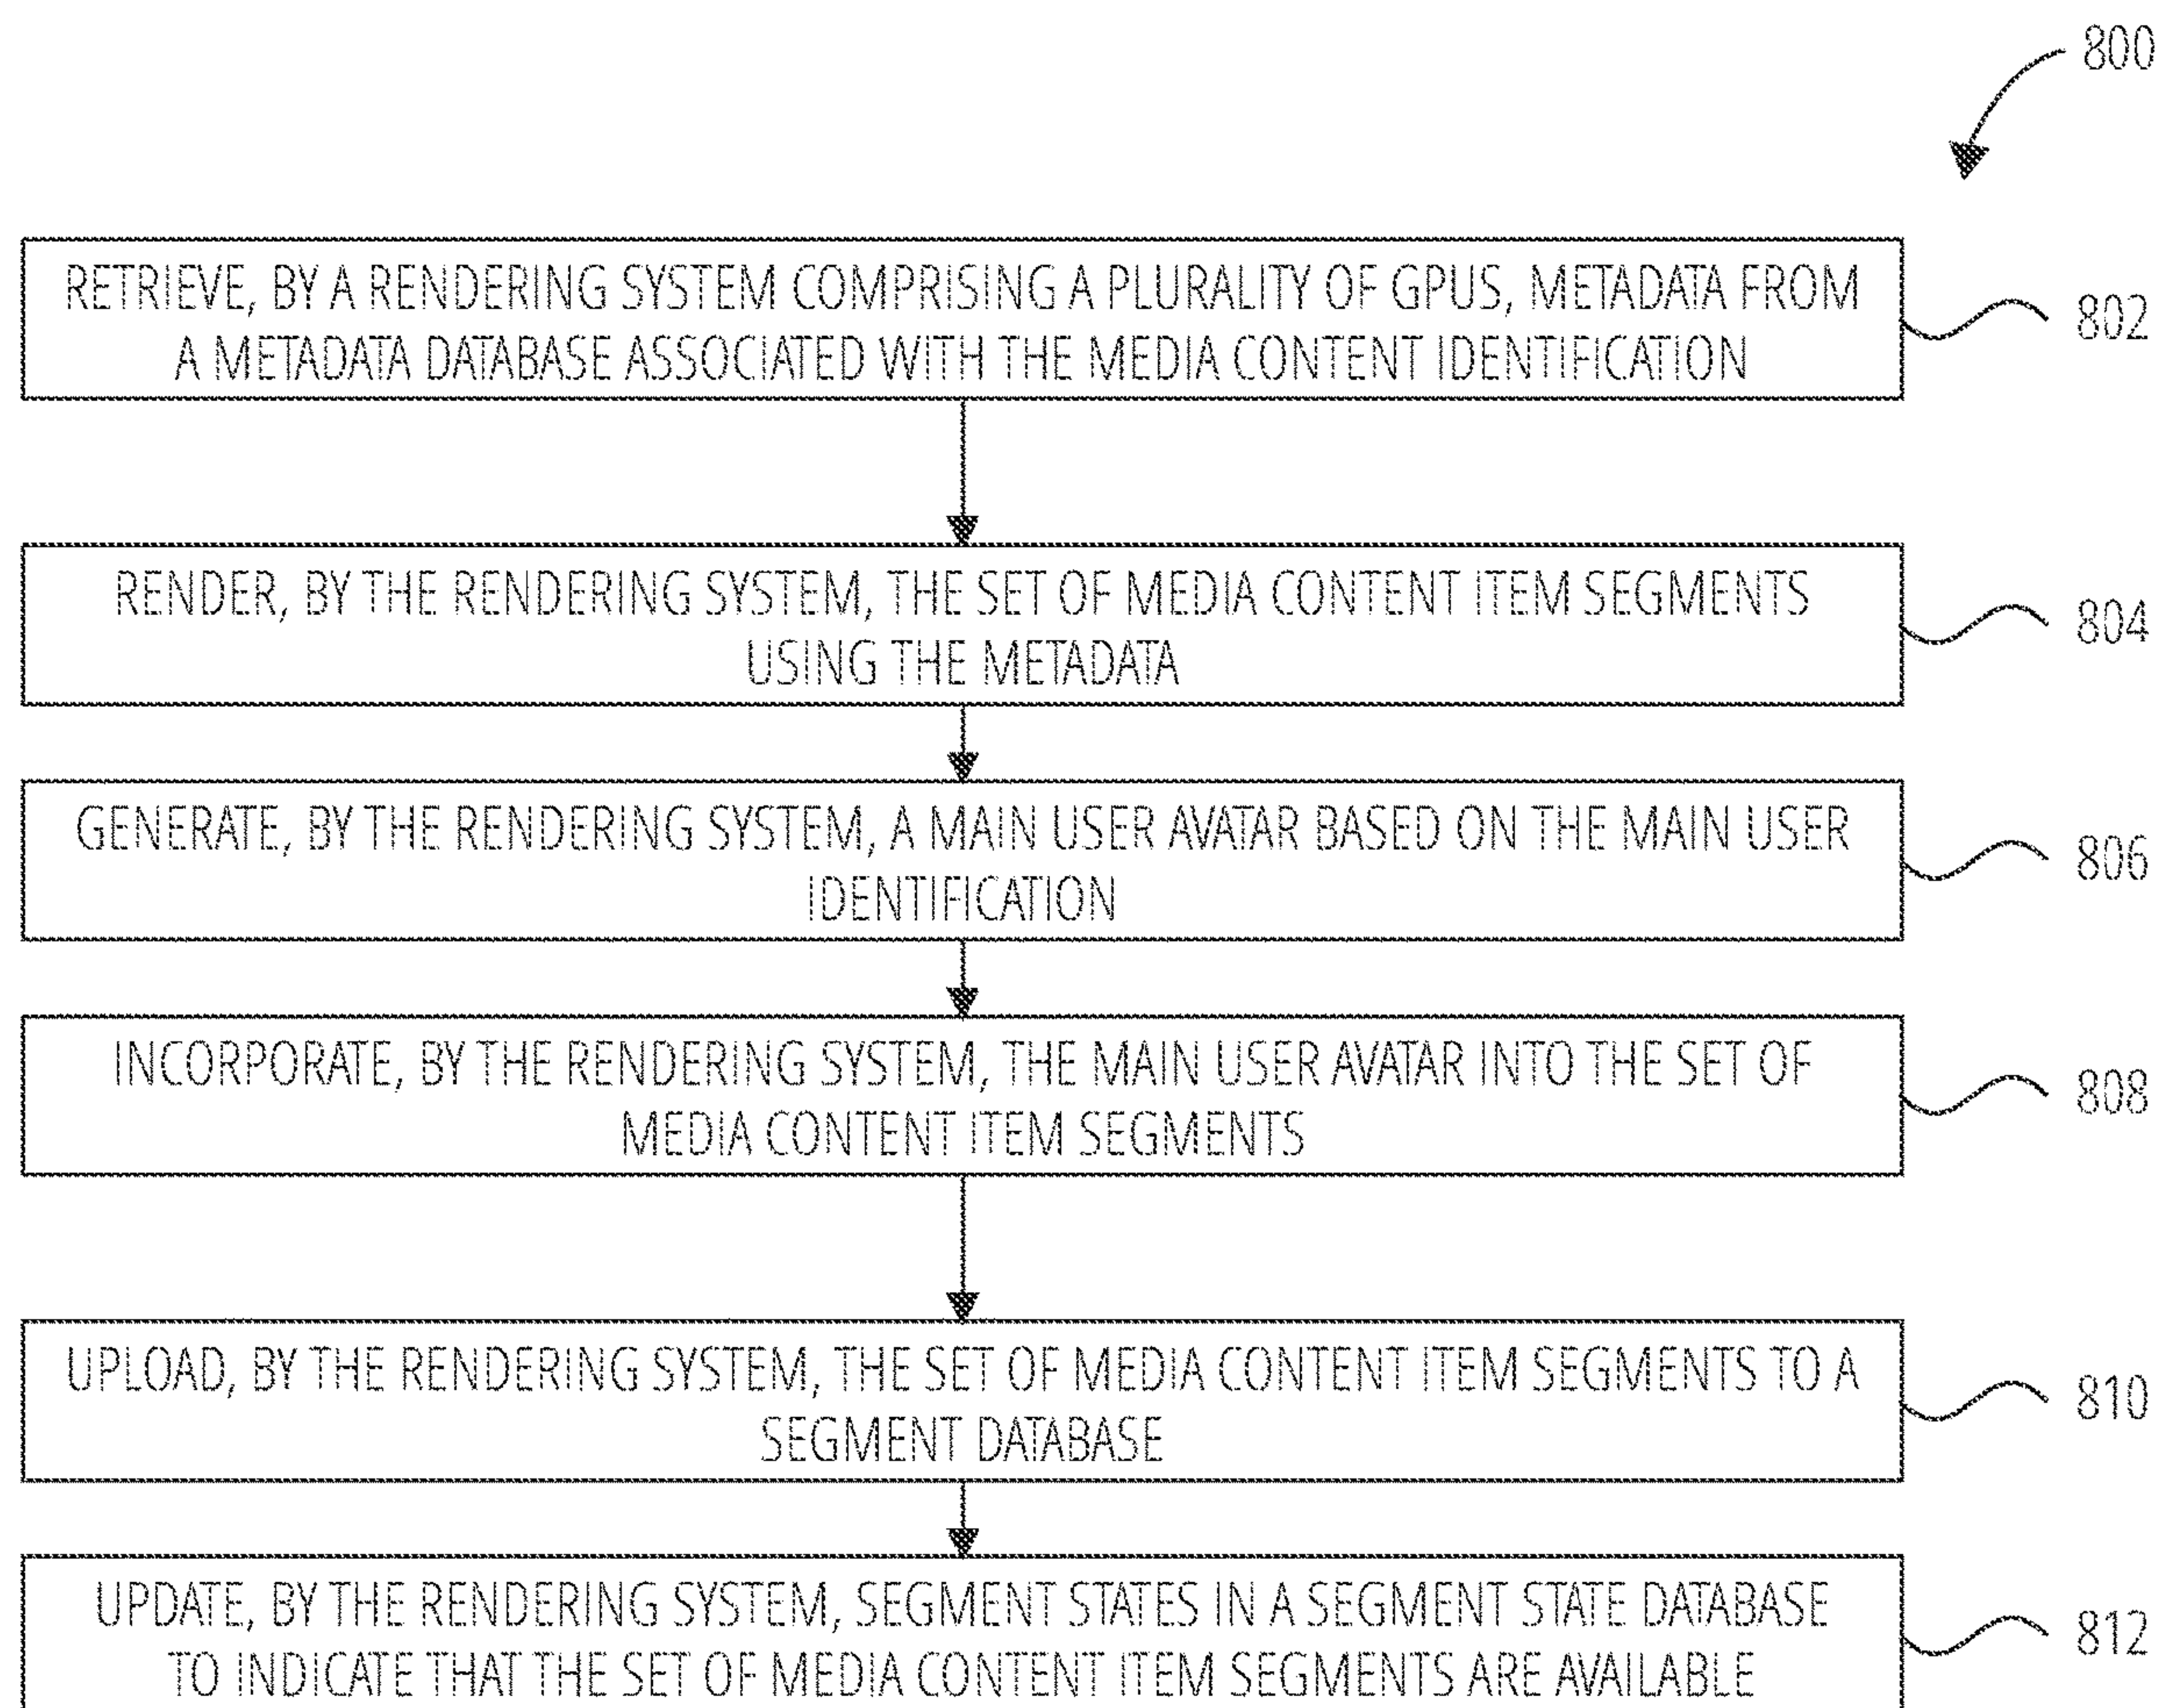 800
RETRIEVE, BY A RENDERING SYSTEM COMPRISING A PLURALITY OF GPUS, METADATA FROM
A METADATA DATABASE ASSOCIATED WITH THE MEDIA CONTENT IDENTIFICATION
802
RENDER, BY THE RENDERING SYSTEM, THE SET OF MEDIA CONTENT ITEM SEGMENTS
USING THE METADATA
804
GENERATE, BY THE RENDERING SYSTEM, A MAIN USER AVATAR BASED ON THE MAIN USER
IDENTIFICATION
806
INCORPORATE, BY THE RENDERING SYSTEM, THE MAIN USER AVATAR INTO THE SET OF
MEDIA CONTENT ITEM SEGMENTS
808
UPLOAD, BY THE RENDERING SYSTEM, THE SET OF MEDIA CONTENT ITEM SEGMENTS TO A
SEGMENT DATABASE
810
UPDATE, BY THE RENDERING SYSTEM, SEGMENT STATES IN A SEGMENT STATE DATABASE
TO INDICATE THAT THE SET OF MEDIA CONTENT ITEM SEGMENTS ARE AVAILABLE
812